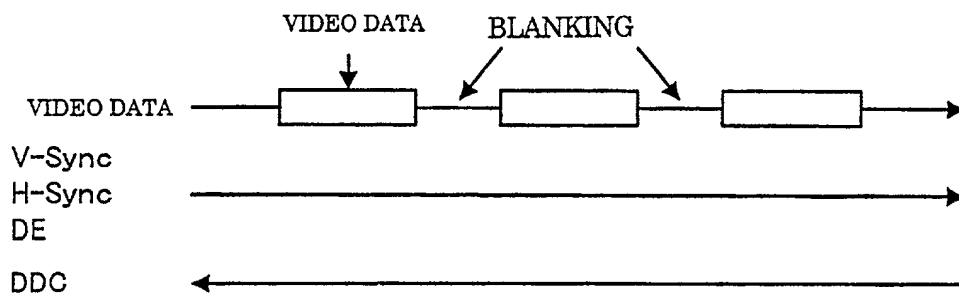 VIDEO DATA BLANKING
VIDEO DATA
V-Sync
H-Sync
DE
DDC